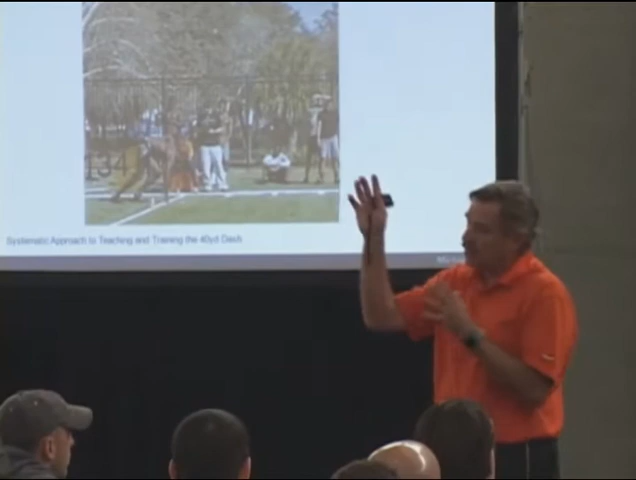 Systematic Approach to Teaching and Training the 40yd Dash